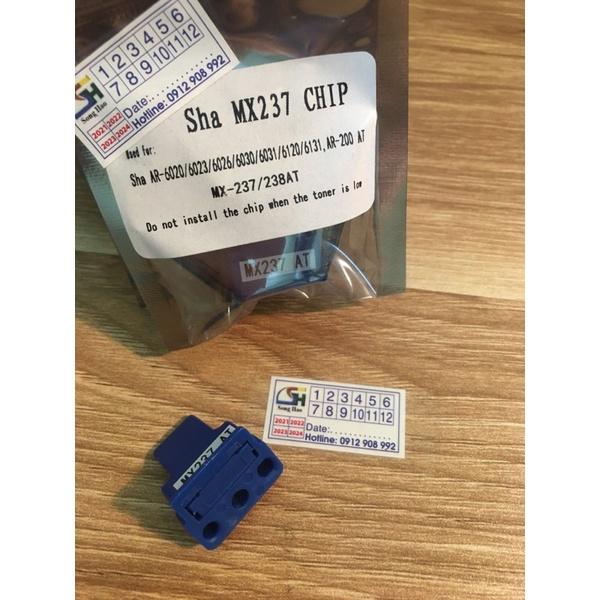 1 2 3 4 5 6
7 8 9 10 11 12
SH
Song Hao
2021 2022
2023 2024
Date:.........
Hotline: 0912 908 992
Sha MX237 CHIP
Used for:
Sha AR-6020/6023/6026/6030/6031/6120/6131,AR-200 AT
MX-237/238AT
Do not install the chip when the toner is low
MX237 AT
SH
Song Hao
1 2 3 4 5 6
7 8 9 10 11 12
2021 2022
2023 2024
Date:.............
Hotline: 0912 908 992
MX237 AT